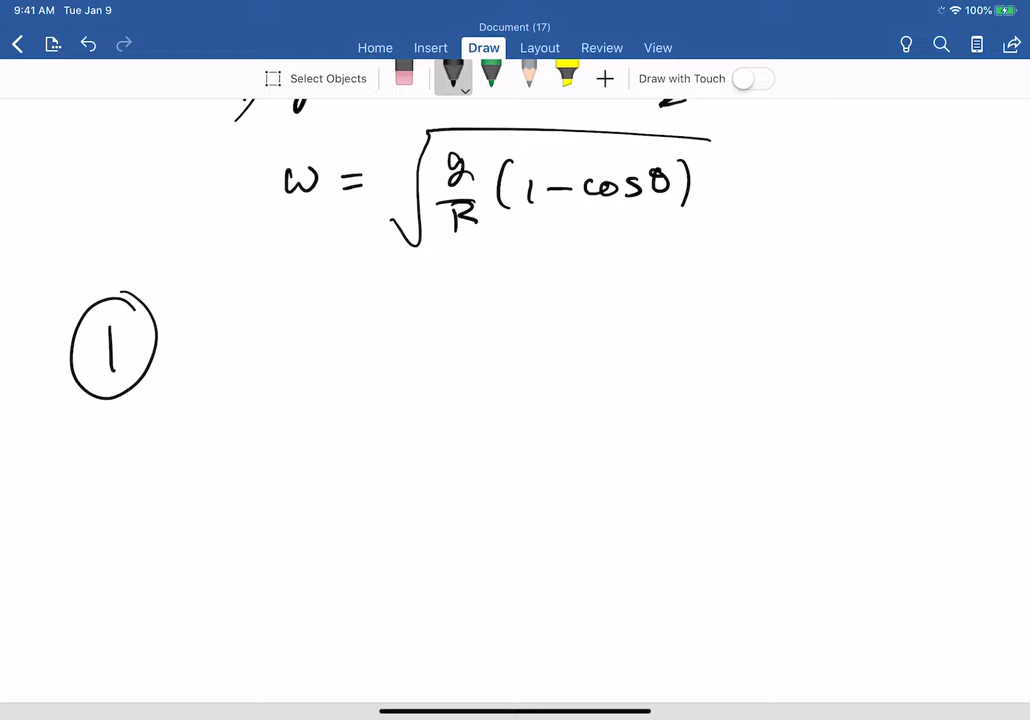 9:41 AM Tue Jan 9
100%
Document (17)
Home Insert Draw Layout Review View
Select Objects
Draw with Touch
ω = √(g/R (1 - cosθ))
1